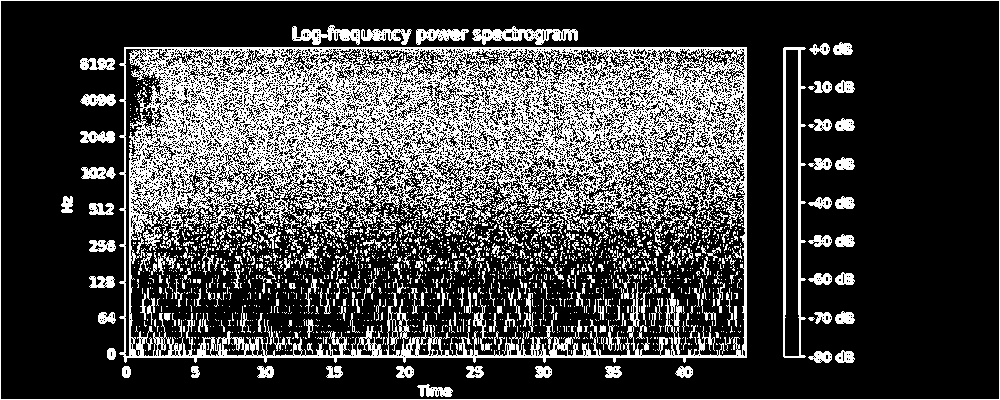 Log-frequency power spectrogram
Hz
8192
4096
2048
1024
512
256
128
64
0
0 5 10 15 20 25 30 35 40
Time
+0 dB
-10 dB
-20 dB
-30 dB
-40 dB
-50 dB
-60 dB
-70 dB
-80 dB